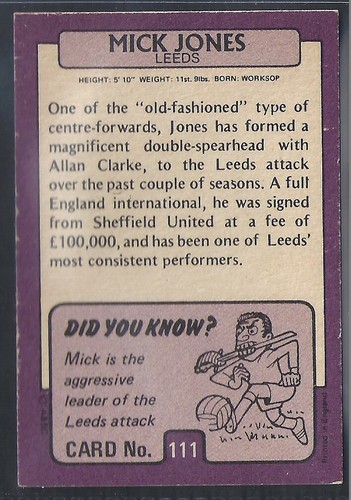 MICK JONES
LEEDS
HEIGHT: 5' 10" WEIGHT: 11st. 9lbs. BORN: WORKSOP
One of the "old-fashioned" type of
centre-forwards, Jones has formed a
magnificent double-spearhead with
Allan Clarke, to the Leeds attack
over the past couple of seasons. A full
England international, he was signed
from Sheffield United at a fee of
£100,000, and has been one of Leeds'
most consistent performers.
DID YOU KNOW?
Mick is the
aggressive
leader of the
Leeds attack
CARD No. 111
Printed in England